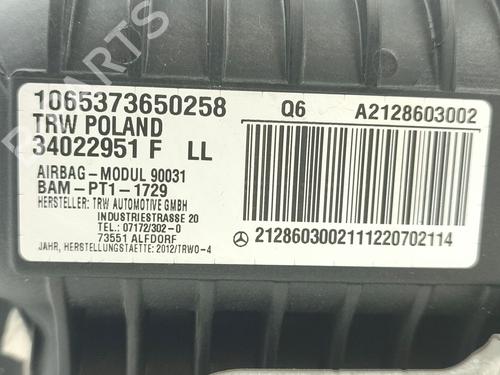 1065373650258 Q6 A2128603002
TRW POLAND
34022951 F LL
AIRBAG-MODUL 90031
BAM-PT1-1729
HERSTELLER: TRW AUTOMOTIVE GMBH
INDUSTRIESTRASSE 20
TEL.: 07172/302-0
73551 ALFDORF
JAHR, HERSTELLUNGSTAETTE: 2012/TRW0-4
2128603002111220702114
B-PARTS